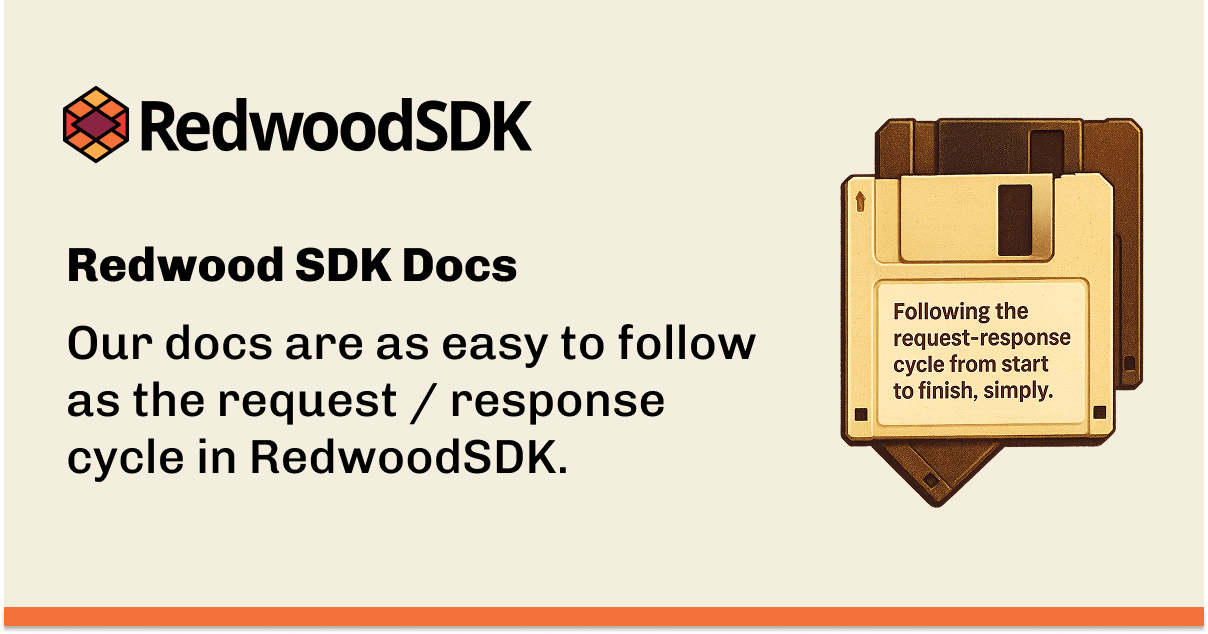 RedwoodSDK
Redwood SDK Docs
Our docs are as easy to follow
as the request / response
cycle in RedwoodSDK.
Following the
request-response
cycle from start
to finish, simply.